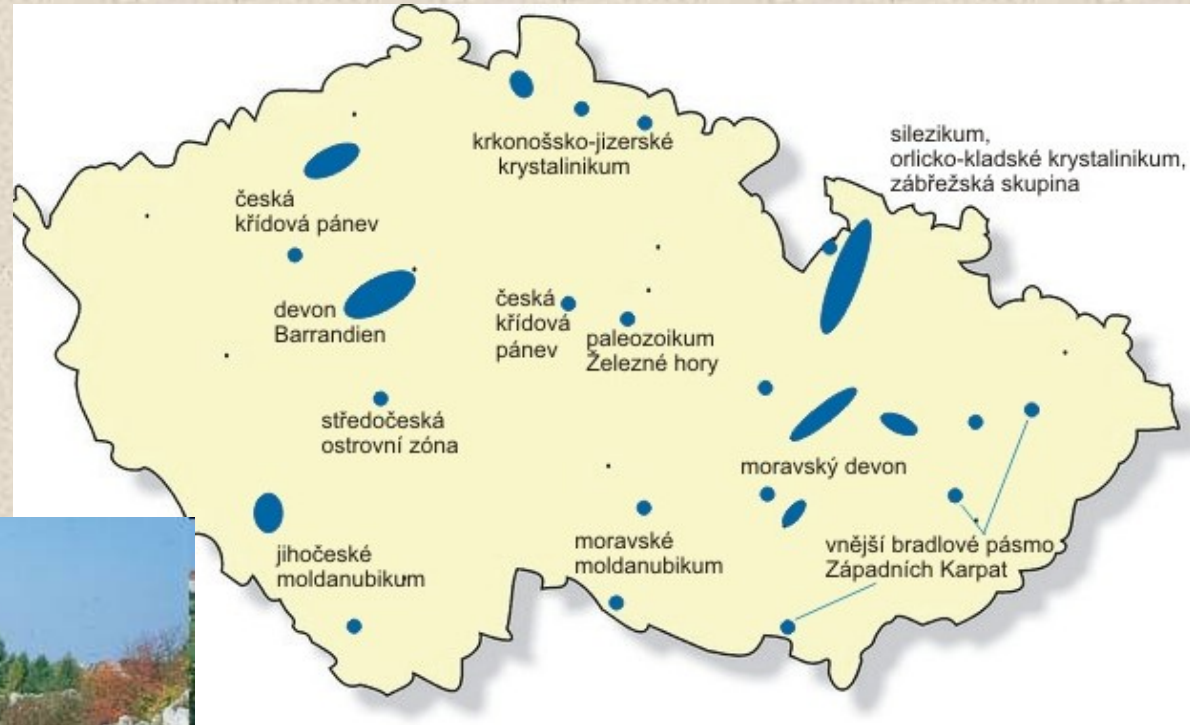 krkonošsko-jizerské
krystalinikum
silezikum,
orlicko-kladské krystalinikum,
zábřežská skupina
česká
křídová pánev
devon
Barrandien
česká
křídová
pánev
paleozoikum
Železné hory
středočeská
ostrovní zóna
moravský devon
jihočeské
moldanubikum
moravské
moldanubikum
vnější bradlové pásmo
Západních Karpat